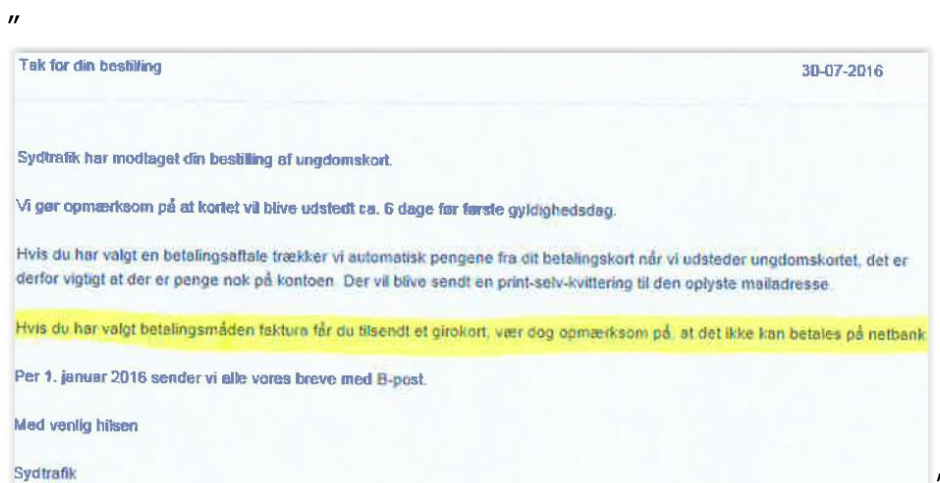 "
Tak for din bestilling 30-07-2016
Sydtrafik har modtaget din bestilling af ungdomskort.
Vi gør opmærksom på at kortet vil blive udstedt ca. 6 dage før første gyldighedsdag.
Hvis du har valgt en betalingsaftale trækker vi automatisk pengene fra dit betalingskort når vi udsteder ungdomskortet, det er
derfor vigtigt at der er penge nok på kontoen. Der vil blive sendt en print-selv-kvittering til den oplyste mailadresse.
Hvis du har valgt betalingsmåden faktura får du tilsendt et girokort, vær dog opmærksom på, at det ikke kan betales på netbank
Per 1. januar 2016 sender vi alle vores breve med B-post.
Med venlig hilsen
Sydtrafik
"